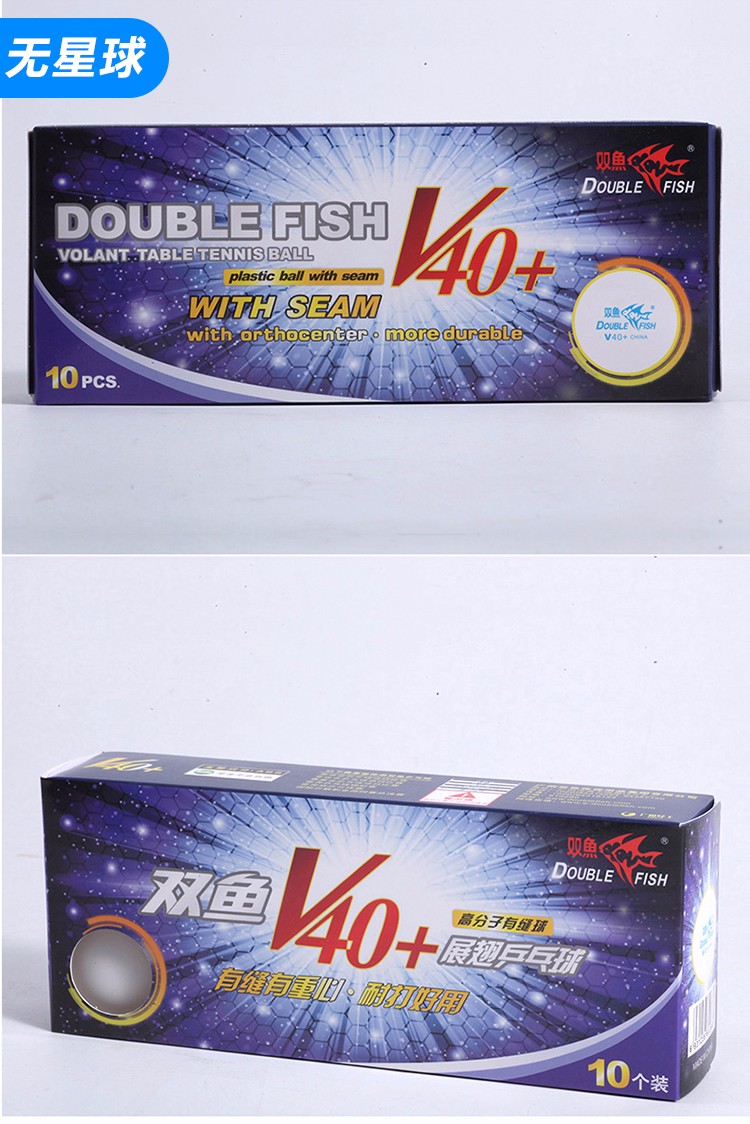 无星球
双魚
DOUBLE FISH
®
DOUBLE FISH
V40+
VOLANT TABLE TENNIS BALL
plastic ball with seam
WITH SEAM
with orthocenter · more durable
双魚
DOUBLE FISH
V40+ CHINA
10 PCS.
V40+
双魚
DOUBLE FISH
®
双鱼
V40+
高分子有缝球
展翅乒乓球
有缝有重心·耐打好用
10个装